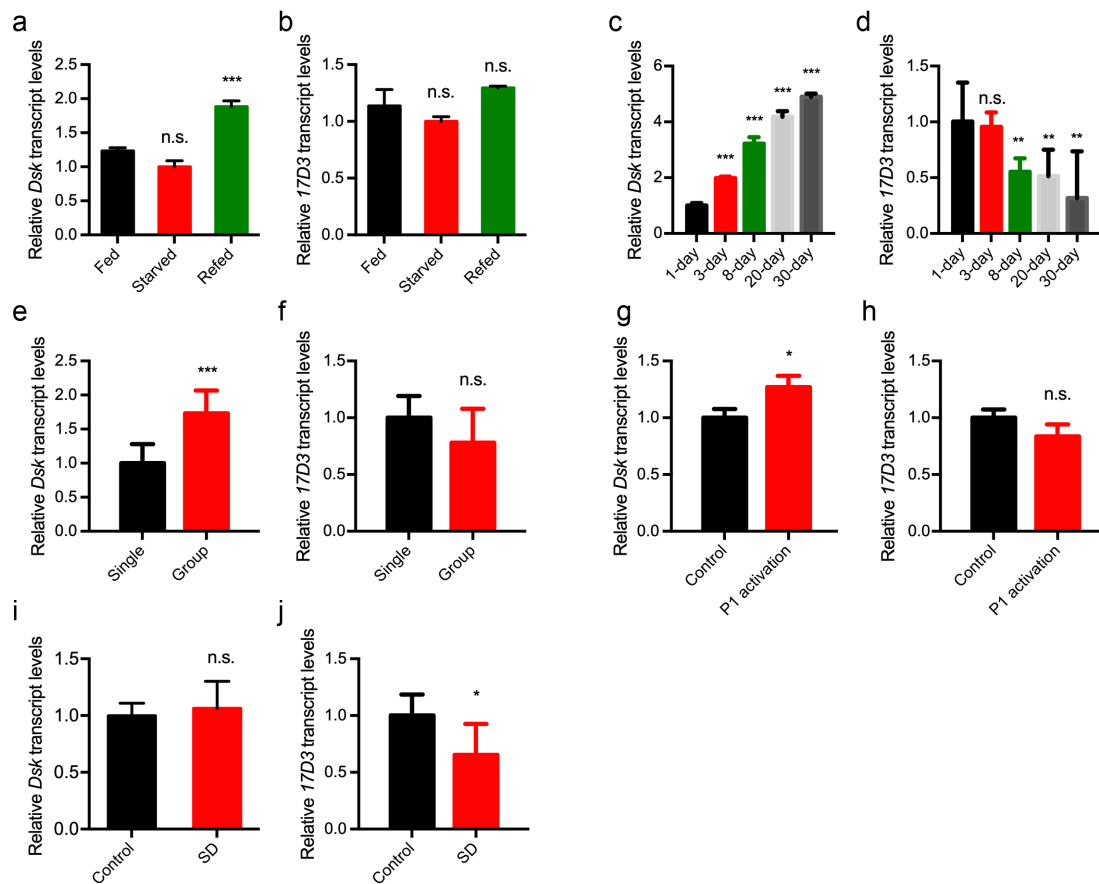 a
Relative Dsk transcript levels
2.5
2.0
1.5
1.0
0.5
0.0
n.s.
***
Fed
Starved
Refed
b
Relative 17D3 transcript levels
1.5
1.0
0.5
0.0
n.s.
n.s.
Fed
Starved
Refed
c
Relative Dsk transcript levels
6
4
2
0
***
***
***
***
1-day
3-day
8-day
20-day
30-day
d
Relative 17D3 transcript levels
1.5
1.0
0.5
0.0
n.s.
**
**
**
1-day
3-day
8-day
20-day
30-day
e
Relative Dsk transcript levels
2.5
2.0
1.5
1.0
0.5
0.0
***
Single
Group
f
Relative 17D3 transcript levels
1.5
1.0
0.5
0.0
n.s.
Single
Group
g
Relative Dsk transcript levels
1.5
1.0
0.5
0.0
*
Control
P1 activation
h
Relative 17D3 transcript levels
1.5
1.0
0.5
0.0
n.s.
Control
P1 activation
i
Relative Dsk transcript levels
1.5
1.0
0.5
0.0
n.s.
Control
SD
j
Relative 17D3 transcript levels
1.5
1.0
0.5
0.0
*
Control
SD